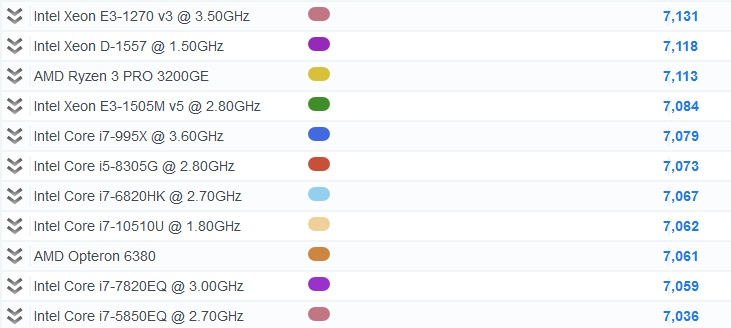 Intel Xeon E3-1270 v3 @ 3.50GHz 7,131
Intel Xeon D-1557 @ 1.50GHz 7,118
AMD Ryzen 3 PRO 3200GE 7,113
Intel Xeon E3-1505M v5 @ 2.80GHz 7,084
Intel Core i7-995X @ 3.60GHz 7,079
Intel Core i5-8305G @ 2.80GHz 7,073
Intel Core i7-6820HK @ 2.70GHz 7,067
Intel Core i7-10510U @ 1.80GHz 7,062
AMD Opteron 6380 7,061
Intel Core i7-7820EQ @ 3.00GHz 7,059
Intel Core i7-5850EQ @ 2.70GHz 7,036